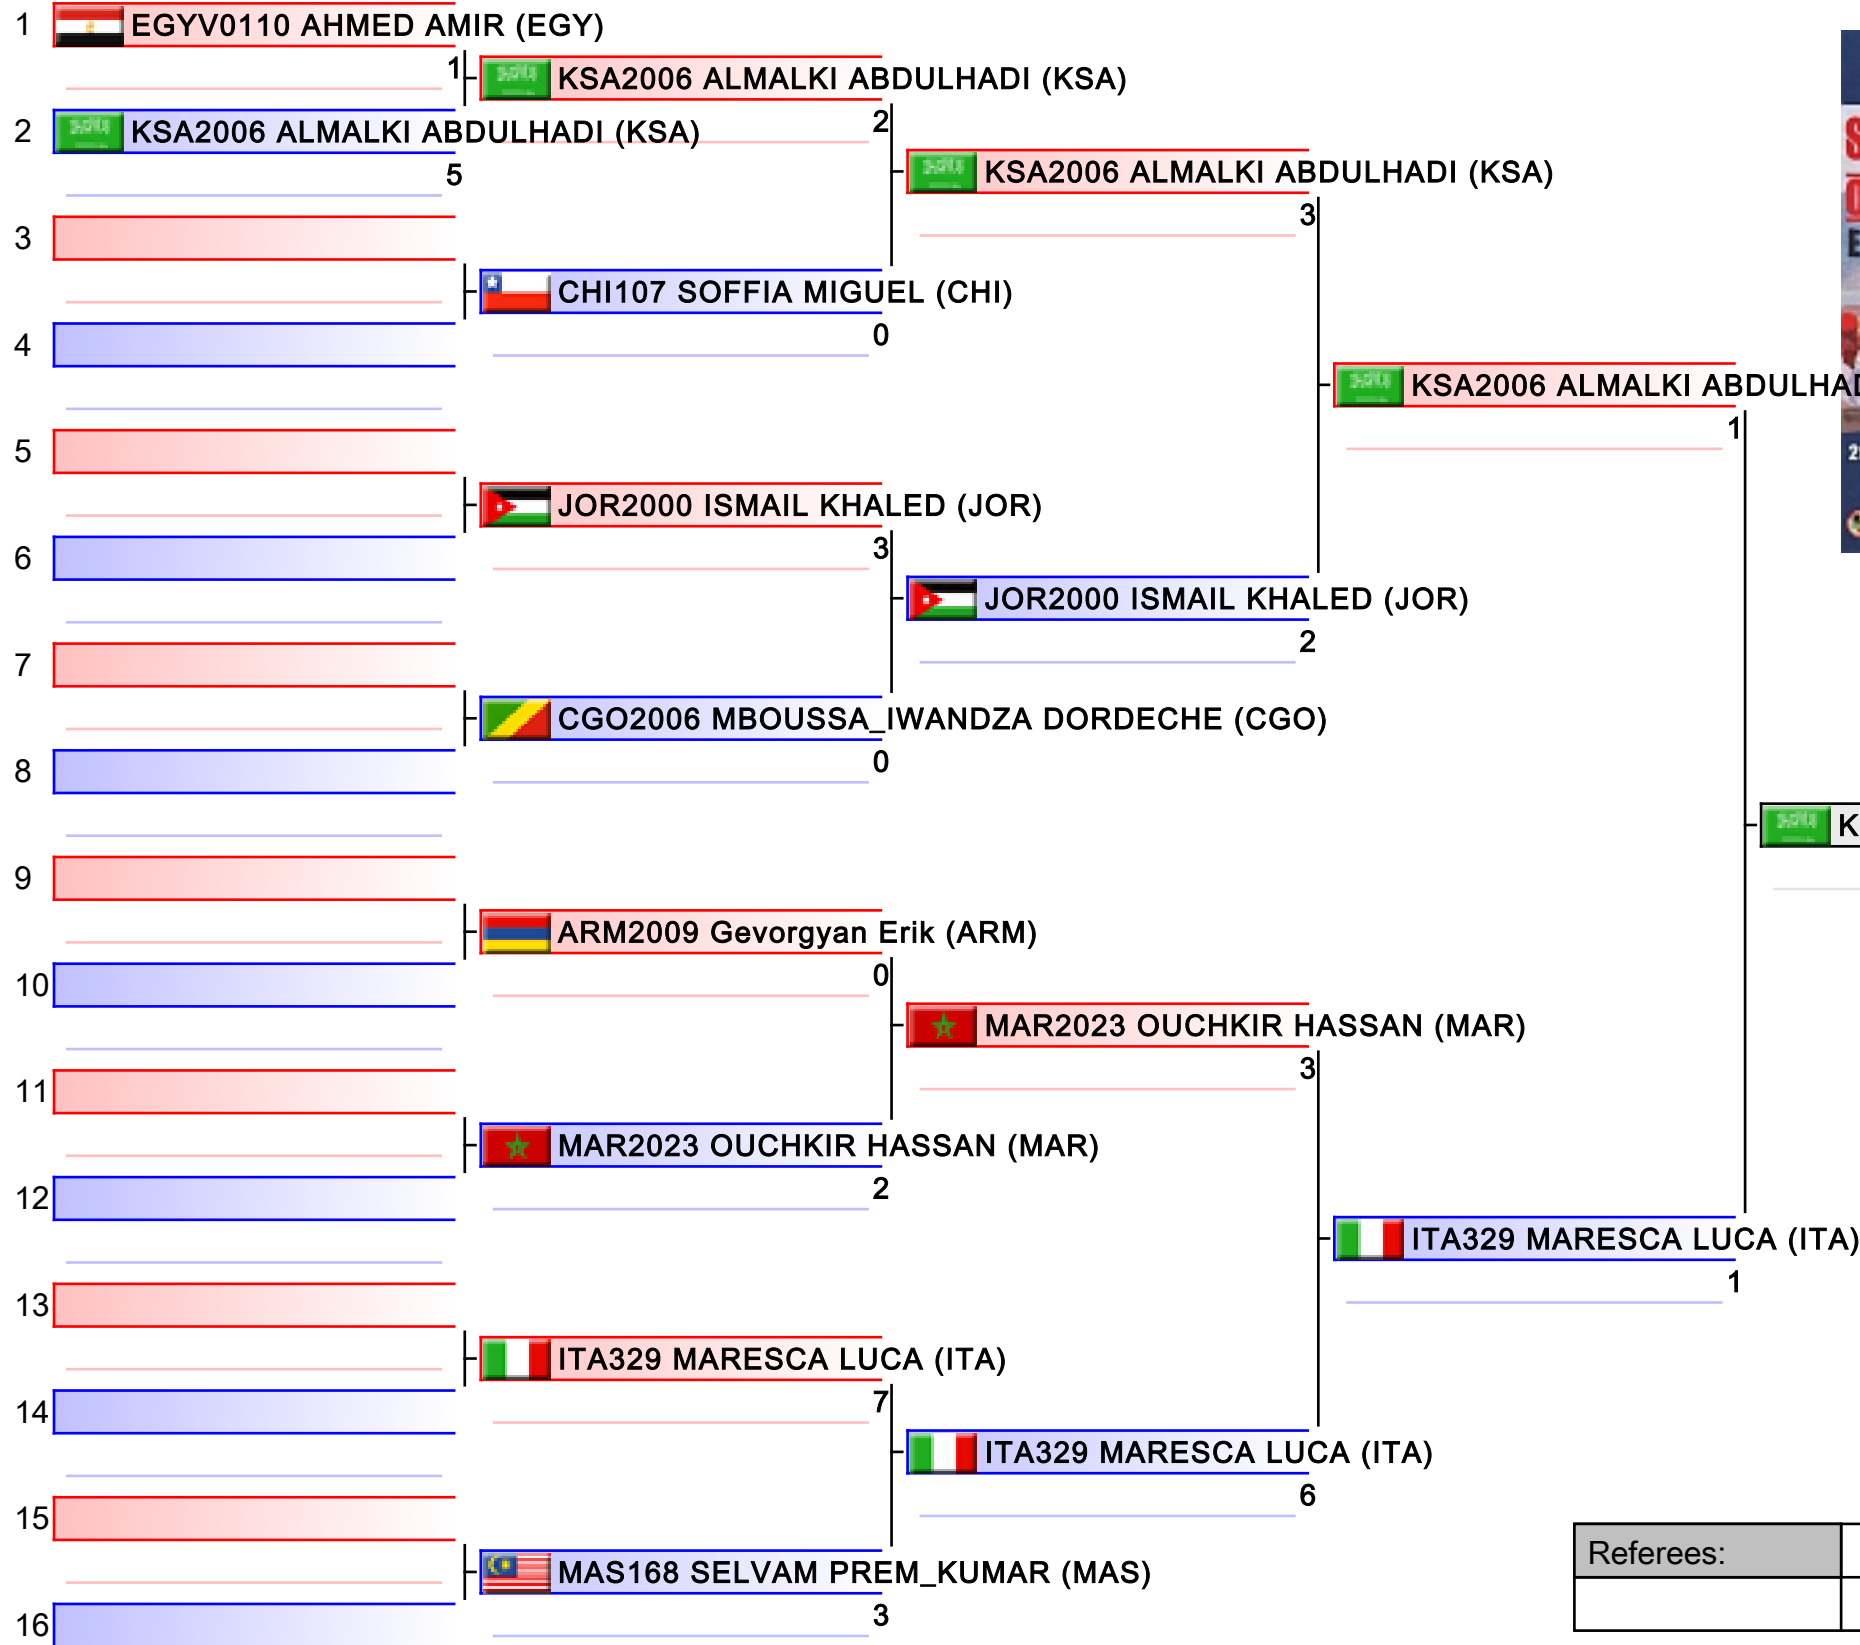 1
EGYV0110 AHMED AMIR (EGY)
1
KSA2006 ALMALKI ABDULHADI (KSA)
2
2
KSA2006 ALMALKI ABDULHADI (KSA)
5
KSA2006 ALMALKI ABDULHADI (KSA)
3
3
CHI107 SOFFIA MIGUEL (CHI)
0
4
KSA2006 ALMALKI ABDULHAD
1
5
JOR2000 ISMAIL KHALED (JOR)
3
6
JOR2000 ISMAIL KHALED (JOR)
2
7
CGO2006 MBOUSSA_IWANDZA DORDECHE (CGO)
0
8
K
9
ARM2009 Gevorgyan Erik (ARM)
0
10
MAR2023 OUCHKIR HASSAN (MAR)
3
11
MAR2023 OUCHKIR HASSAN (MAR)
2
12
ITA329 MARESCA LUCA (ITA)
1
13
ITA329 MARESCA LUCA (ITA)
7
14
ITA329 MARESCA LUCA (ITA)
6
15
MAS168 SELVAM PREM_KUMAR (MAS)
3
16
Referees: